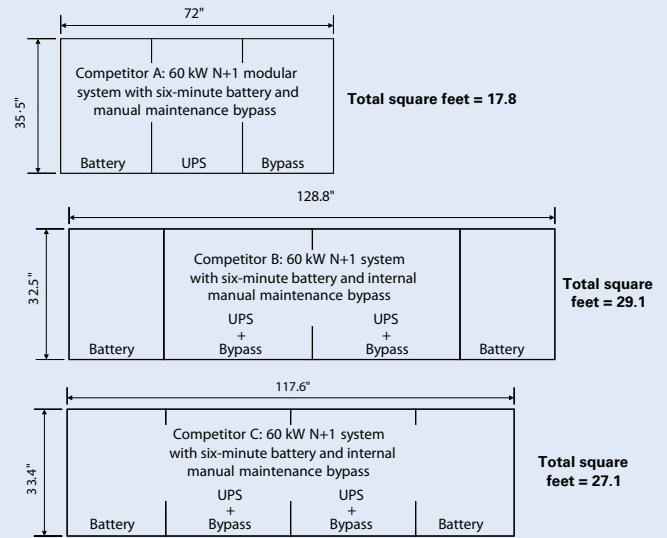 72"
35.5"
Competitor A: 60 kW N+1 modular
system with six-minute battery and
manual maintenance bypass
Battery UPS Bypass
Total square feet = 17.8
128.8"
32.5"
Competitor B: 60 kW N+1 system
with six-minute battery and internal
manual maintenance bypass
UPS UPS
+ +
Battery Bypass Bypass Battery
Total square
feet = 29.1
117.6"
33.4"
Competitor C: 60 kW N+1 system
with six-minute battery and internal
manual maintenance bypass
UPS UPS
+ +
Battery Bypass Bypass Battery
Total square
feet = 27.1